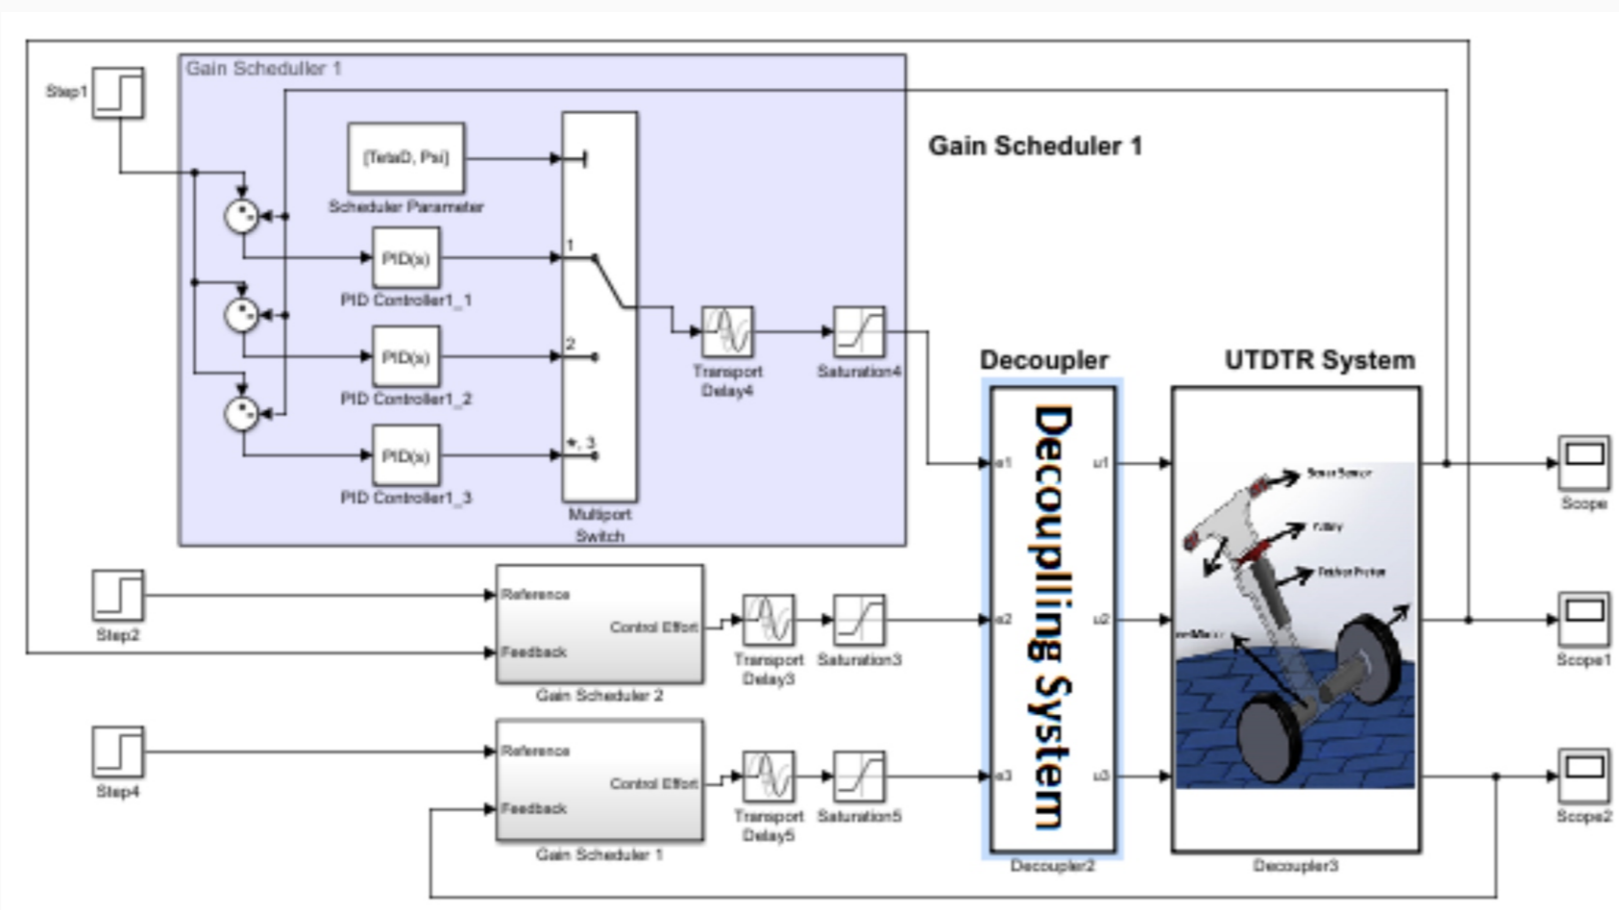 Gain Scheduller 1
Step1
[TetaD, Psi]
Scheduler Parameter
Gain Scheduler 1
1
PID(s)
PID Controller1_1
2
PID(s)
PID Controller1_2
Transport
Delay4
Saturation4
*, 3
PID(s)
PID Controller1_3
Multiport
Switch
Decoupler
UTDTR System
Decouplling System
e1
u1
e2
u2
e3
u3
Decoupler2
Decoupler3
Scope
Scope1
Scope2
Step2
Reference
Control Effort
Feedback
Gain Scheduler 2
Transport
Delay3
Saturation3
Step4
Reference
Control Effort
Feedback
Gain Scheduler 1
Transport
Delay5
Saturation5